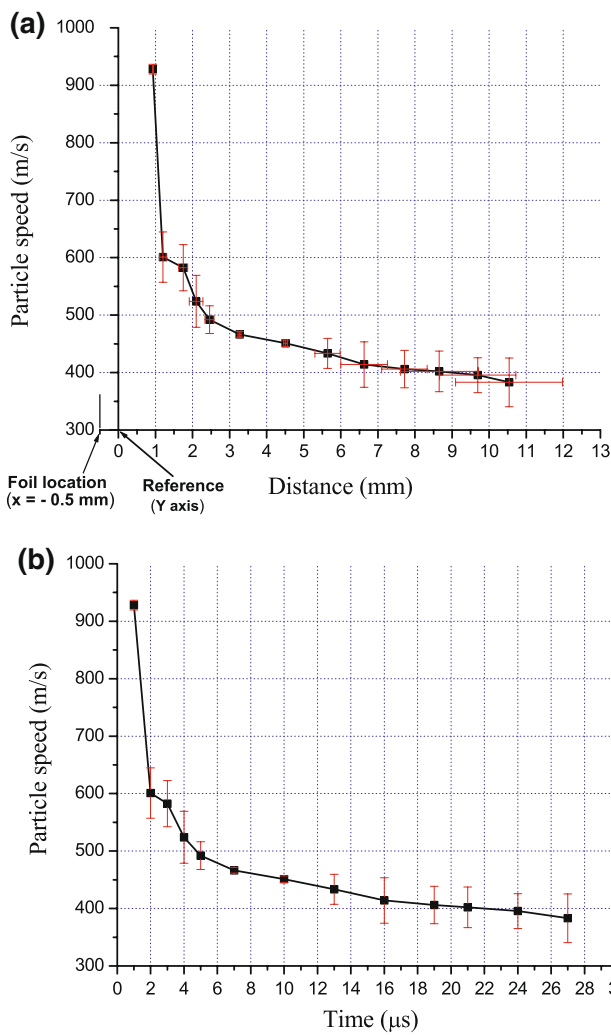 (a)
1000
900
800
700
600
500
400
300
Particle speed (m/s)
0 1 2 3 4 5 6 7 8 9 10 11 12 13
Foil location
(x = - 0.5 mm)
Reference
(Y axis)
Distance (mm)
(b)
1000
900
800
700
600
500
400
300
Particle speed (m/s)
0 2 4 6 8 10 12 14 16 18 20 22 24 26 28
Time (μs)